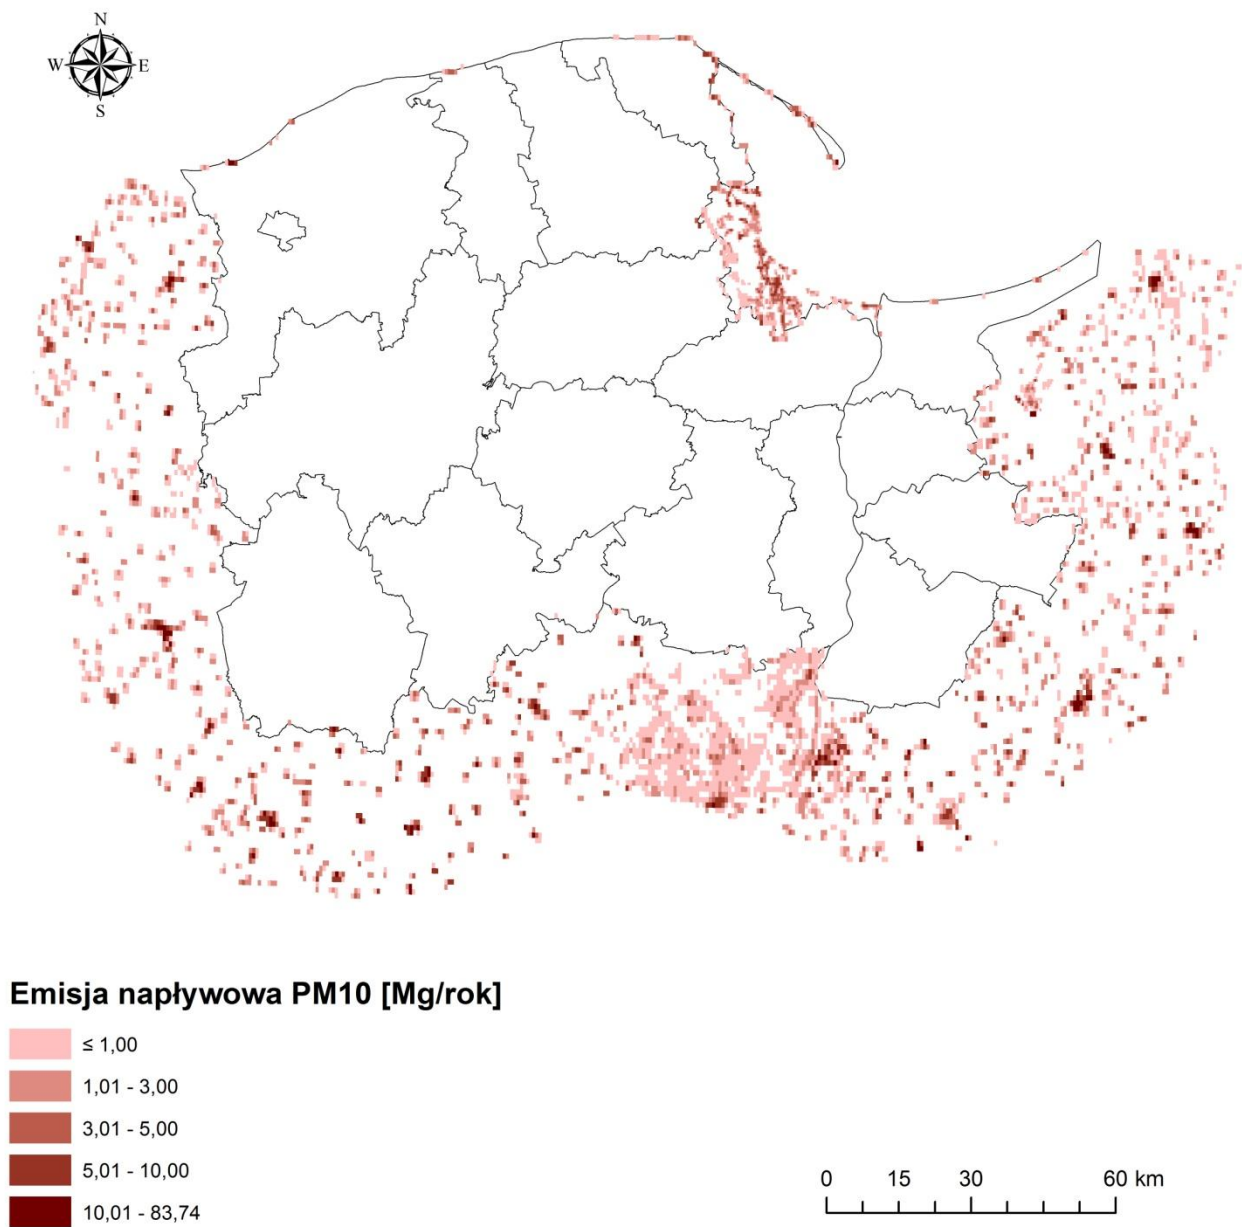 N
W E
S
Emisja napływowa PM10 [Mg/rok]
≤ 1,00
1,01 - 3,00
3,01 - 5,00
5,01 - 10,00
10,01 - 83,74
0 15 30 60 km